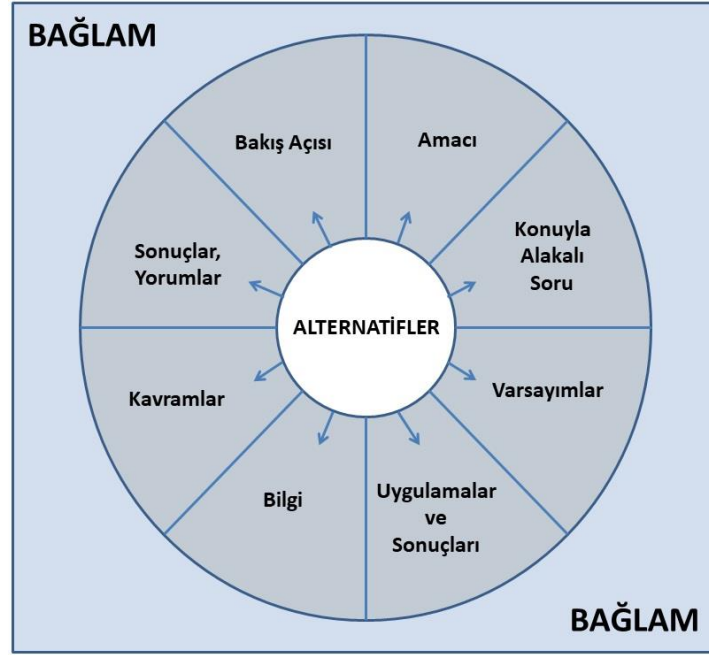 BAĞLAM
Bakış Açısı
Amacı
Konuyla
Alakalı
Soru
Sonuçlar,
Yorumlar
ALTERNATİFLER
Kavramlar
Varsayımlar
Bilgi
Uygulamalar
ve
Sonuçları
BAĞLAM